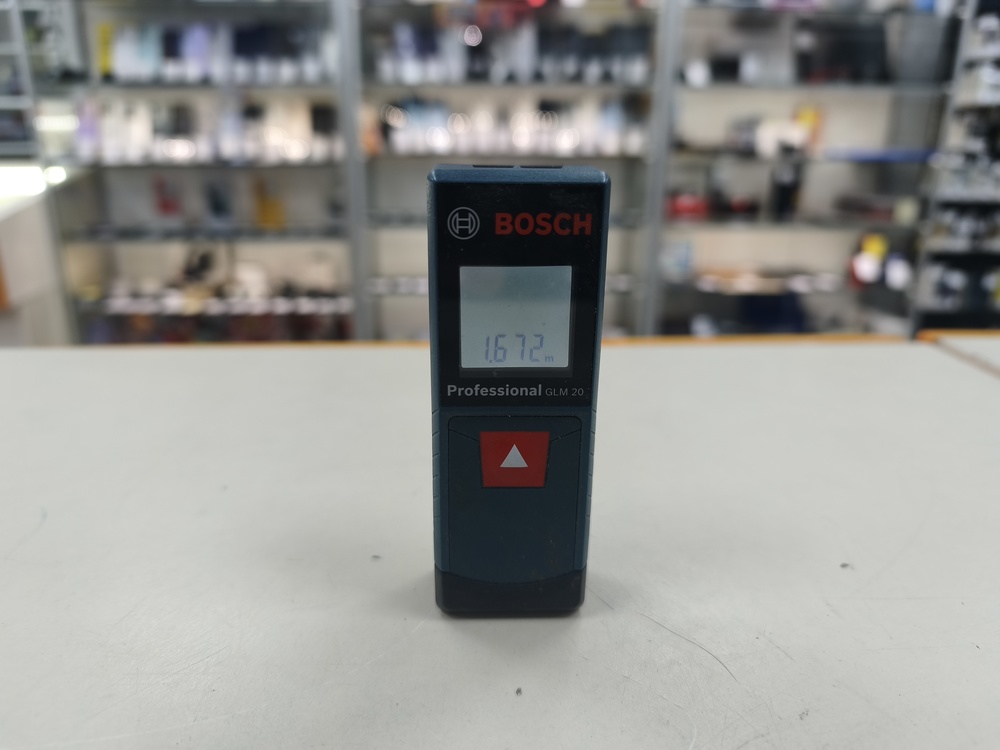 BOSCH
1.672 m
Professional GLM 20